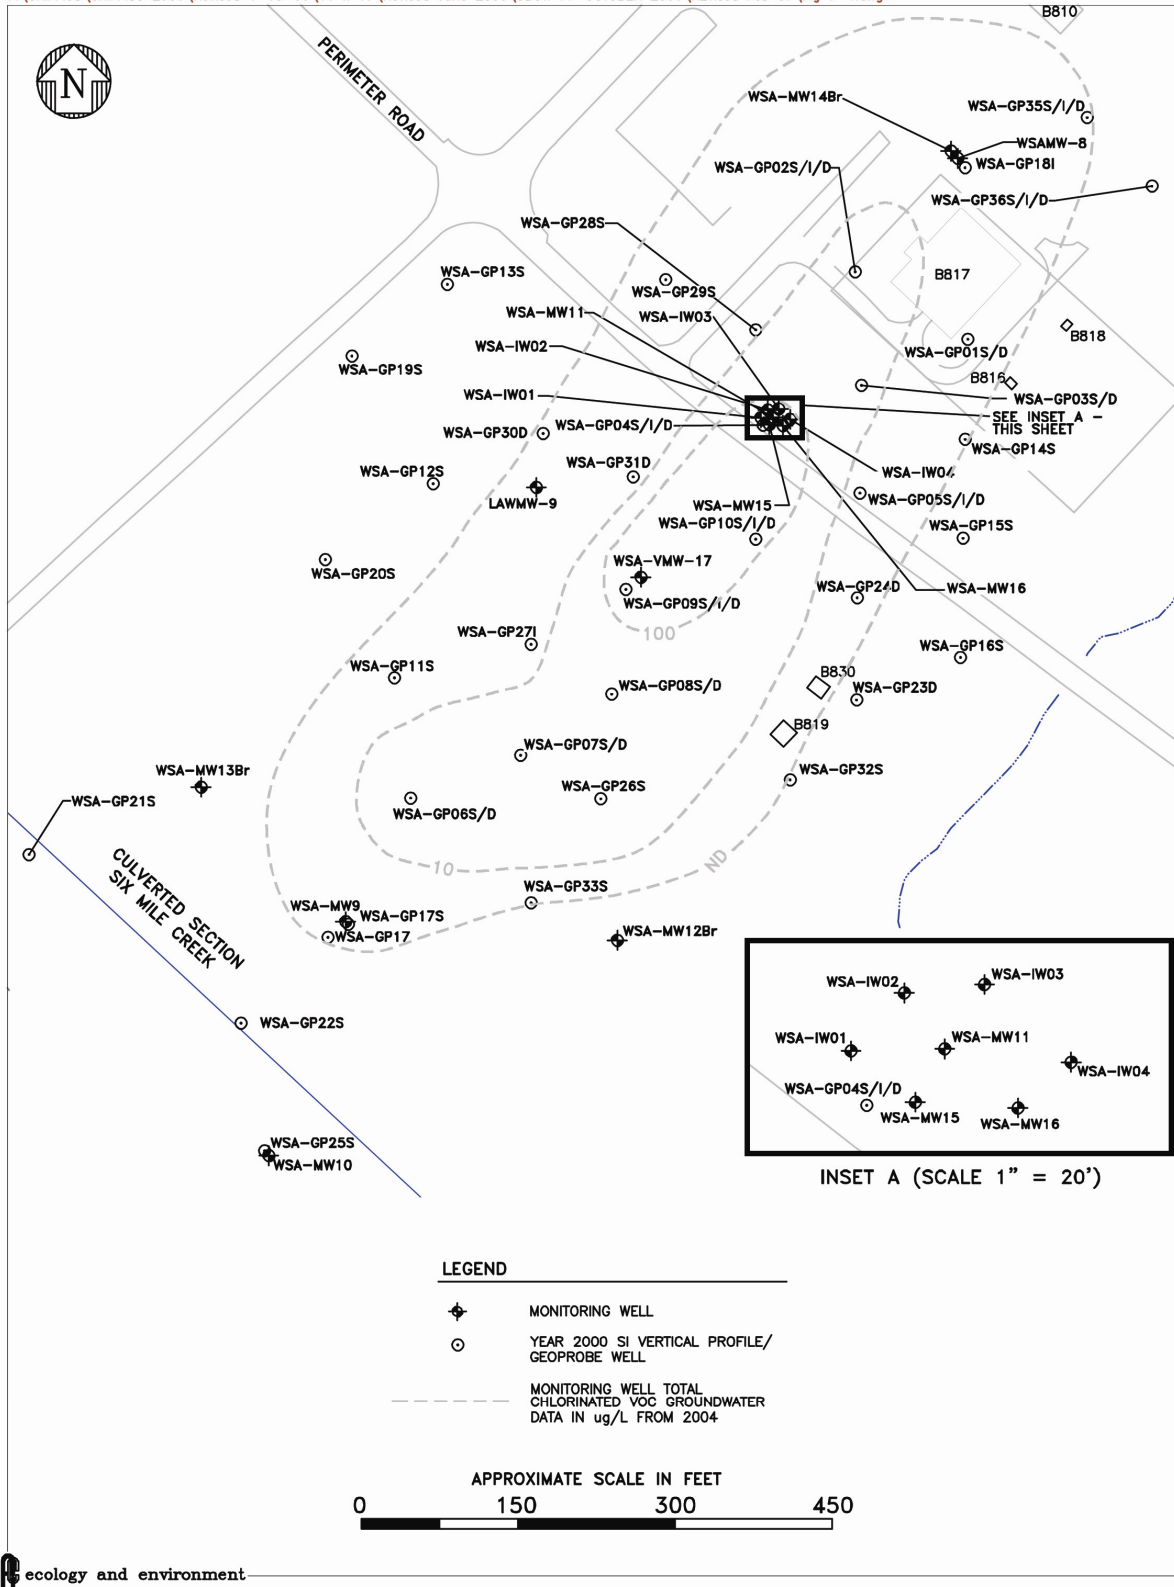 B810
N
PERIMETER ROAD
WSA-MW14Br
WSA-GP35S/I/D
WSAMW-8
WSA-GP18I
WSA-GP02S/I/D
WSA-GP36S/I/D
WSA-GP28S
B817
WSA-GP13S
WSA-GP29S
WSA-MW11
WSA-IW03
B818
WSA-IW02
WSA-GP01S/D
WSA-GP19S
B816
WSA-IW01
WSA-GP03S/D
SEE INSET A -
THIS SHEET
WSA-GP30D
WSA-GP04S/I/D
WSA-GP14S
WSA-GP12S
WSA-GP31D
WSA-IW04
LAWMW-9
WSA-MW15
WSA-GP05S/I/D
WSA-GP10S/I/D
WSA-GP15S
WSA-VMW-17
WSA-GP20S
WSA-GP24D
WSA-MW16
WSA-GP09S/I/D
WSA-GP27I
100
WSA-GP16S
WSA-GP11S
B830
WSA-GP08S/D
WSA-GP23D
B819
WSA-GP07S/D
WSA-MW13Br
WSA-GP32S
WSA-GP21S
WSA-GP26S
WSA-GP06S/D
CULVERTED SECTION
SIX MILE CREEK
10
ND
WSA-GP33S
WSA-MW9
WSA-GP17S
WSA-GP17
WSA-MW12Br
WSA-GP22S
WSA-GP25S
WSA-MW10
WSA-IW02
WSA-IW03
WSA-IW01
WSA-MW11
WSA-IW04
WSA-GP04S/I/D
WSA-MW15
WSA-MW16
INSET A (SCALE 1" = 20')
LEGEND
MONITORING WELL
YEAR 2000 SI VERTICAL PROFILE/
GEOPROBE WELL
MONITORING WELL TOTAL
CHLORINATED VOC GROUNDWATER
DATA IN ug/L FROM 2004
APPROXIMATE SCALE IN FEET
0 150 300 450
ecology and environment